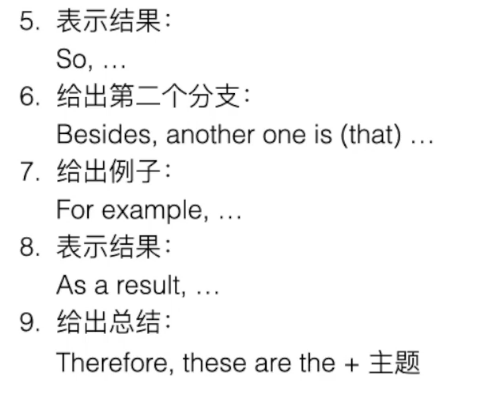 5. 表示结果：
So, …
6. 给出第二个分支：
Besides, another one is (that) …
7. 给出例子：
For example, …
8. 表示结果：
As a result, …
9. 给出总结：
Therefore, these are the + 主题